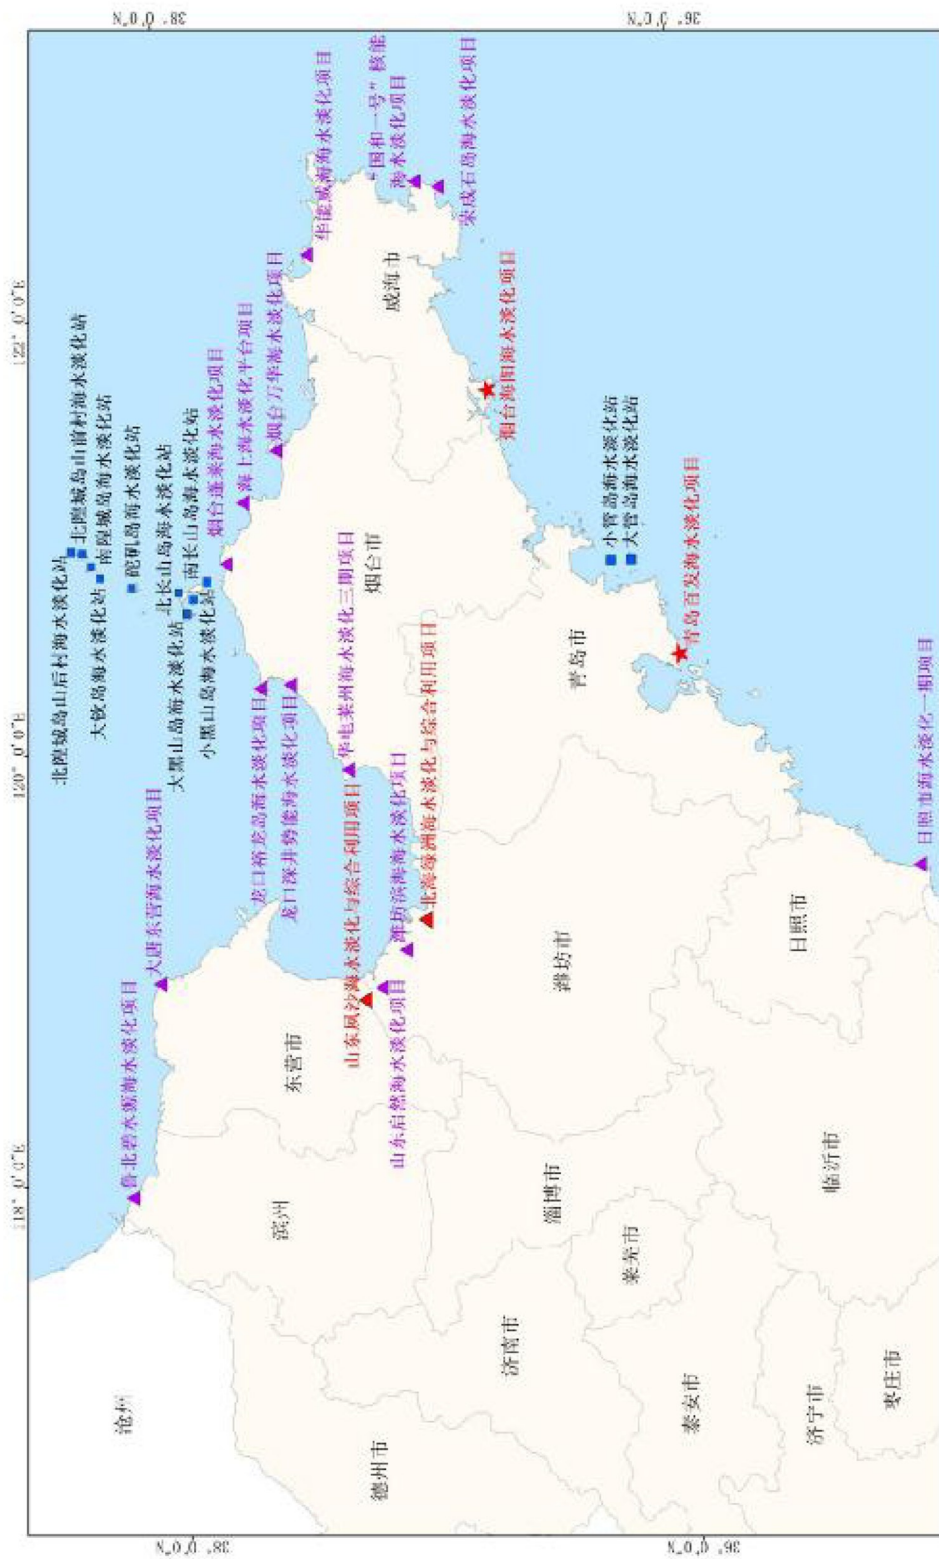 118° 0′ 0″E
120° 0′ 0″E
122° 0′ 0″E
38° 0′ 0″N
38° 0′ 0″N
36° 0′ 0″N
36° 0′ 0″N
北隍城岛山后村海水淡化站
北隍城岛山前村海水淡化站
大钦岛海水淡化站
南隍城岛海水淡化站
砣矶岛海水淡化站
大黑山岛海水淡化站
北长山岛海水淡化站
小黑山岛海水淡化站
南长山岛海水淡化站
鲁北碧水源海水淡化项目
大唐东营海水淡化项目
龙口裕龙岛海水淡化项目
龙口深井势能海水淡化项目
烟台蓬莱海水淡化项目
海上海水淡化平台项目
烟台万华海水淡化项目
华能威海海水淡化项目
“国和一号”核能
海水淡化项目
荣成石岛海水淡化项目
华电莱州海水淡化三期项目
山东夙沙海水淡化与综合利用项目
山东启然海水淡化项目
潍坊滨海海水淡化项目
北海绿洲海水淡化与综合利用项目
烟台海阳海水淡化项目
小管岛海水淡化站
大管岛海水淡化站
青岛百发海水淡化项目
日照市海水淡化一期项目
沧州
滨州
东营市
烟台市
威海市
德州市
济南市
淄博市
潍坊市
青岛市
莱芜市
泰安市
日照市
临沂市
济宁市
枣庄市